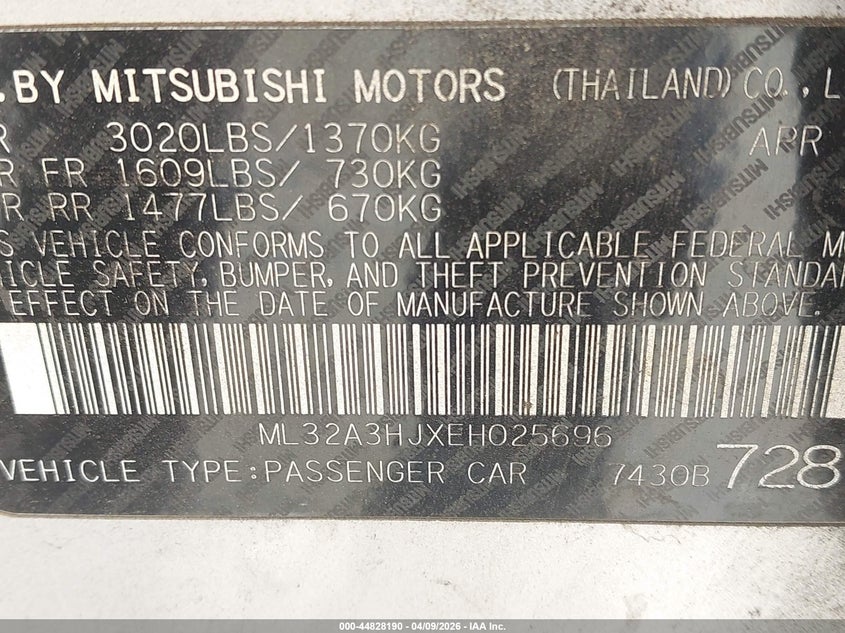 .BY MITSUBISHI MOTORS (THAILAND) CO., L
R 3020LBS/1370KG APR
R FR 1609LBS/ 730KG
R RR 1477LBS/ 670KG
S VEHICLE CONFORMS TO ALL APPLICABLE FEDERAL M
HICLE SAFETY, BUMPER, AND THEFT PREVENTION STANDA
EFFECT ON THE DATE OF MANUFACTURE SHOWN ABOVE.
ML32A3HJXEH025696
VEHICLE TYPE:PASSENGER CAR 7430B 728
000-44828190 - 04/09/2026 - IAA Inc.